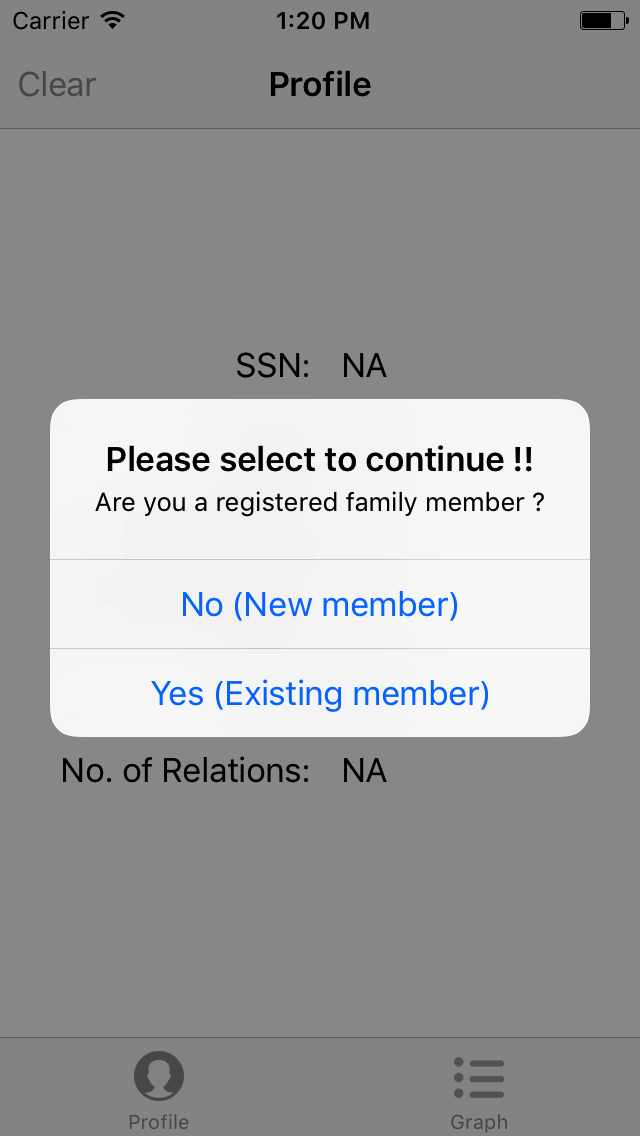 Carrier 1:20 PM
Clear Profile
SSN: NA
Please select to continue !!
Are you a registered family member ?
No (New member)
Yes (Existing member)
No. of Relations: NA
Profile Graph